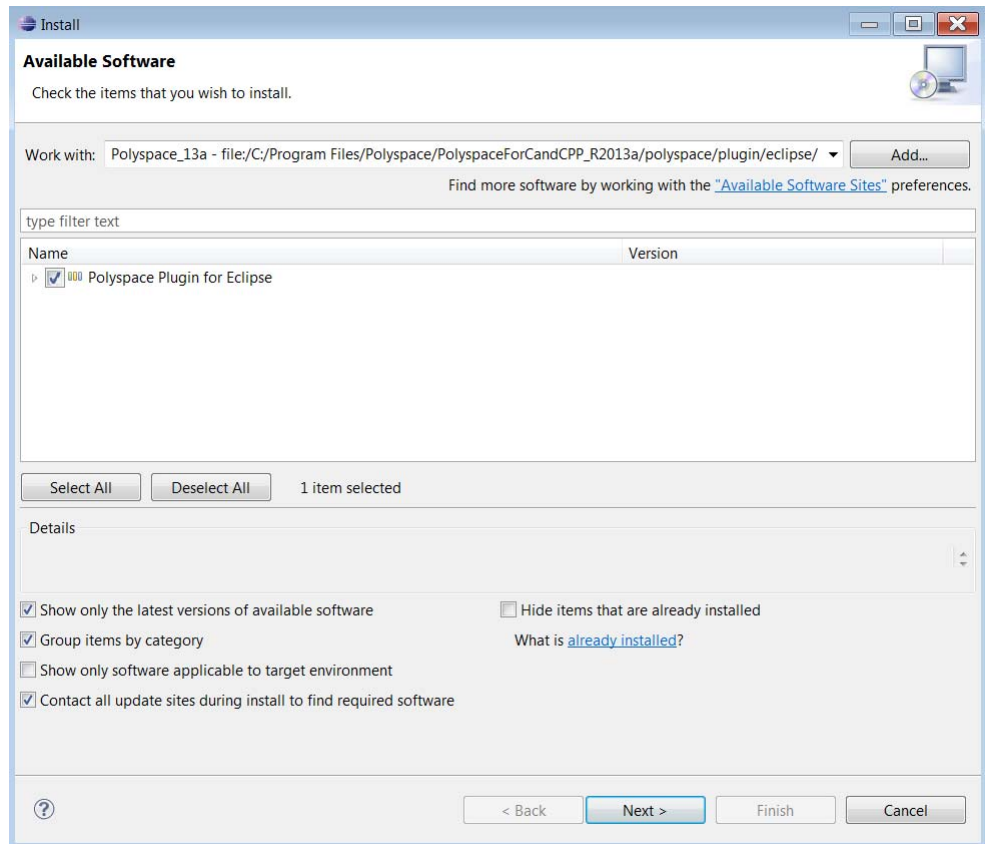 Install
Available Software
Check the items that you wish to install.
Work with: Polyspace_13a - file:/C:/Program Files/Polyspace/PolyspaceForCandCPP_R2013a/polyspace/plugin/eclipse/ Add...
Find more software by working with the "Available Software Sites" preferences.
type filter text
Name Version
Polyspace Plugin for Eclipse
Select All Deselect All 1 item selected
Details
Show only the latest versions of available software Hide items that are already installed
Group items by category What is already installed?
Show only software applicable to target environment
Contact all update sites during install to find required software
? < Back Next > Finish Cancel